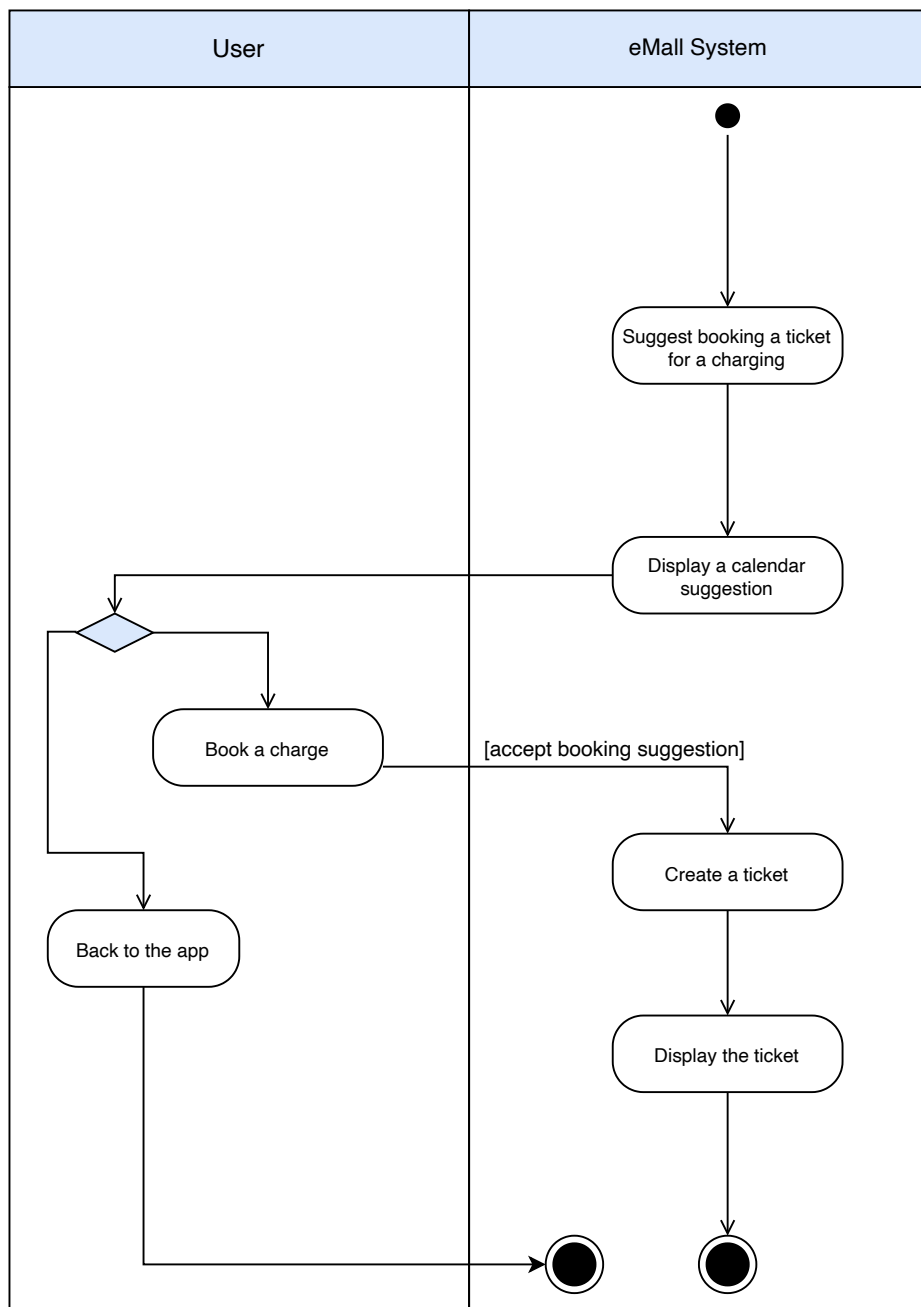 User
eMall System
Suggest booking a ticket
for a charging
Display a calendar
suggestion
Book a charge
[accept booking suggestion]
Create a ticket
Back to the app
Display the ticket